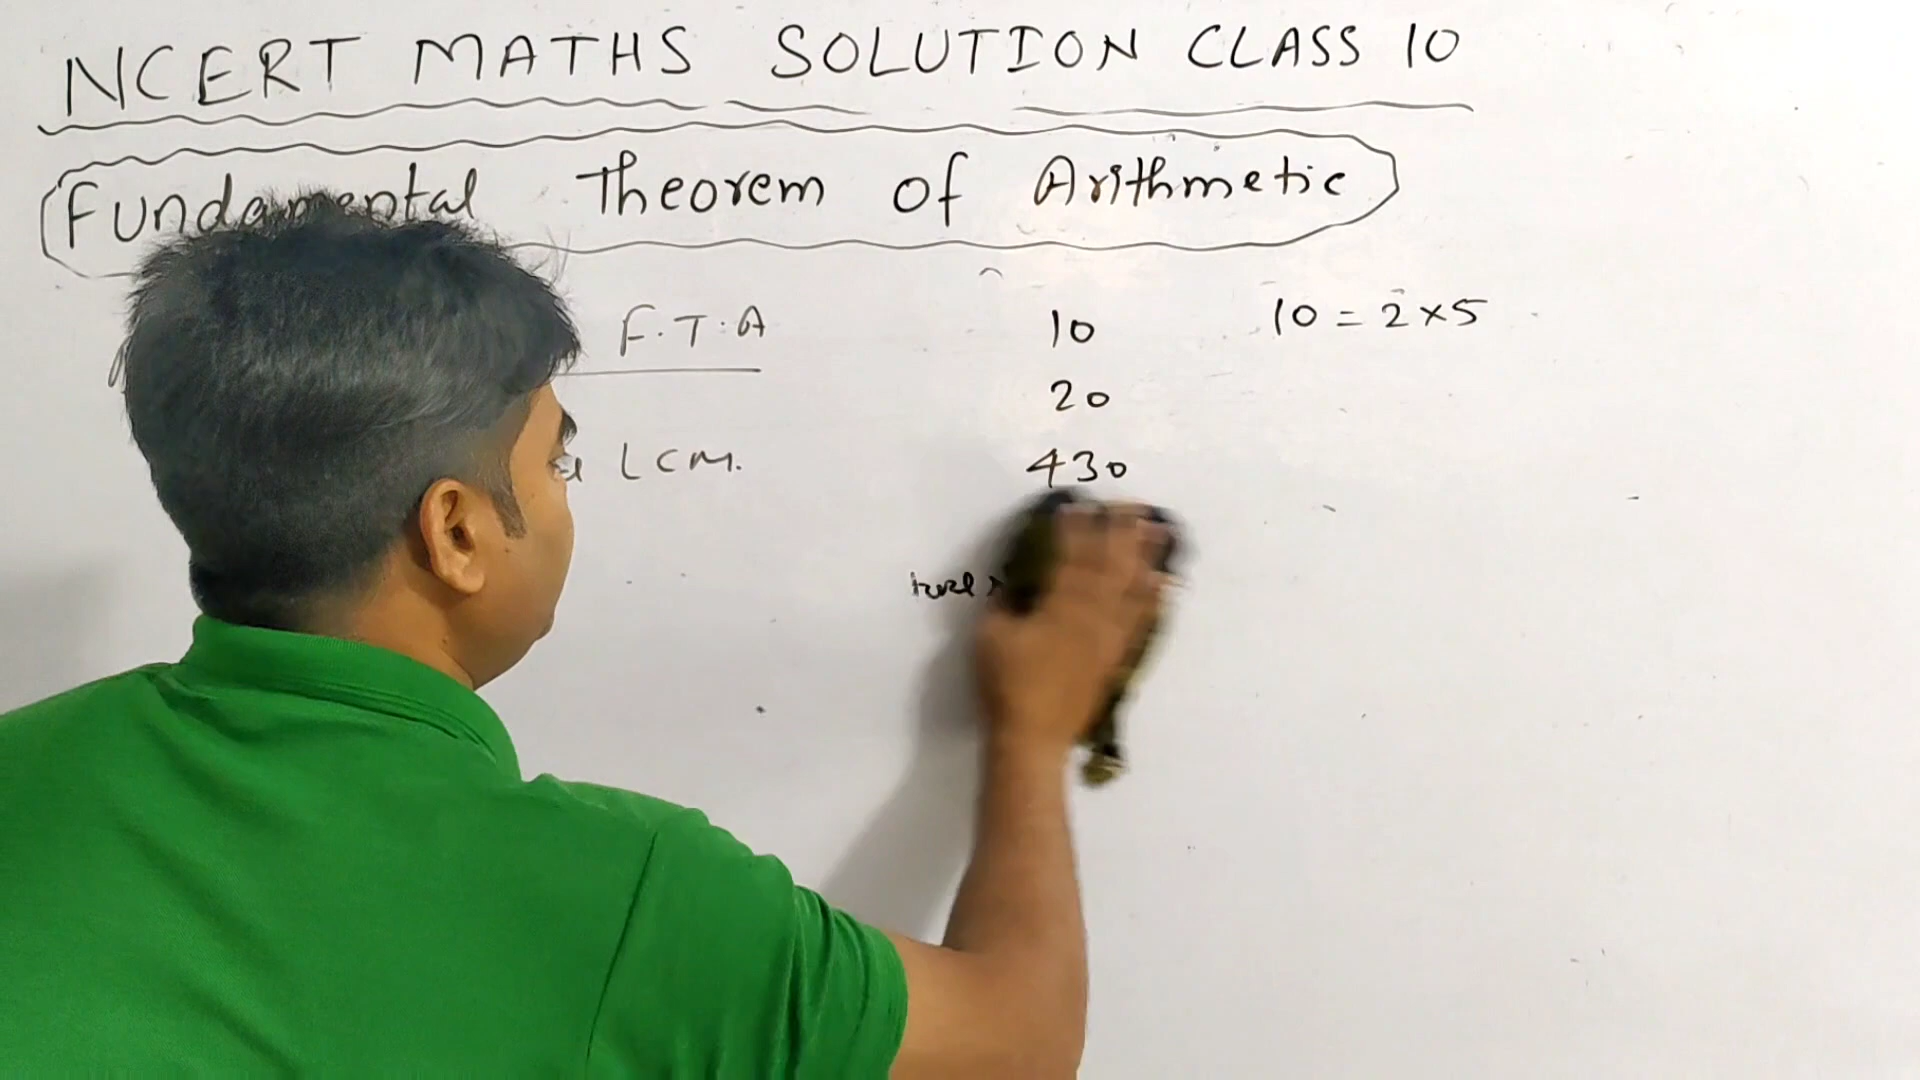 NCERT MATHS SOLUTION CLASS 10
Fundamental Theorem of Arithmetic
F.T.A
10
10 = 2 × 5
20
LCM.
430